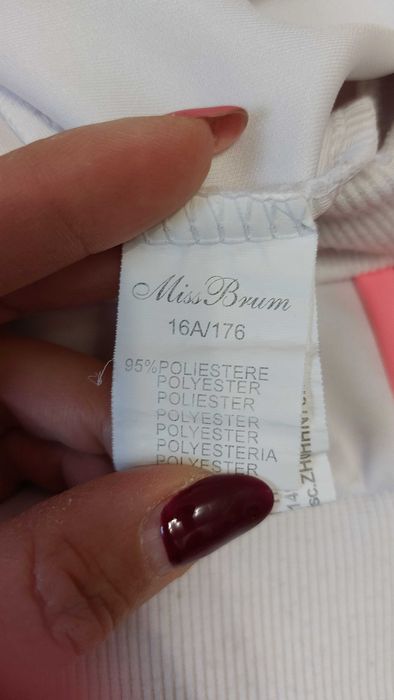 Miss Brum
16A/176
95%POLIESTERE
POLYESTER
POLIESTER
POLYESTER
POLYESTER
POLYESTERIA
POLYESTER